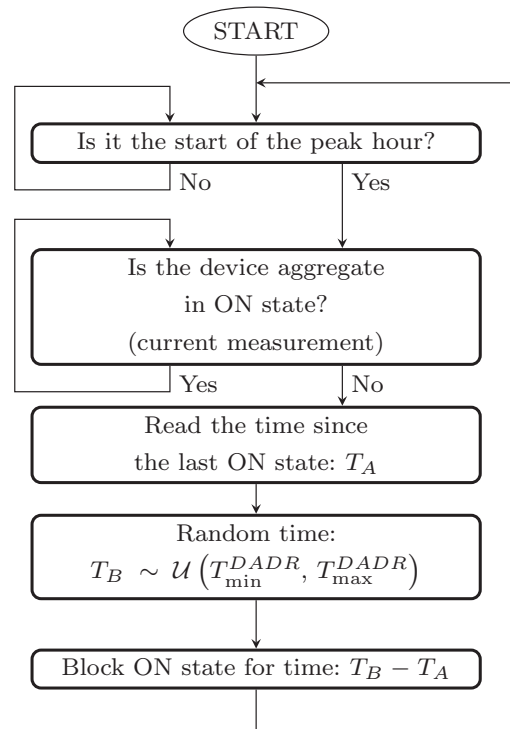 START
Is it the start of the peak hour?
No
Yes
Is the device aggregate
in ON state?
(current measurement)
Yes
No
Read the time since
the last ON state: T_A
Random time:
T_B ∼ 𝒰 (T_min^DADR, T_max^DADR)
Block ON state for time: T_B − T_A